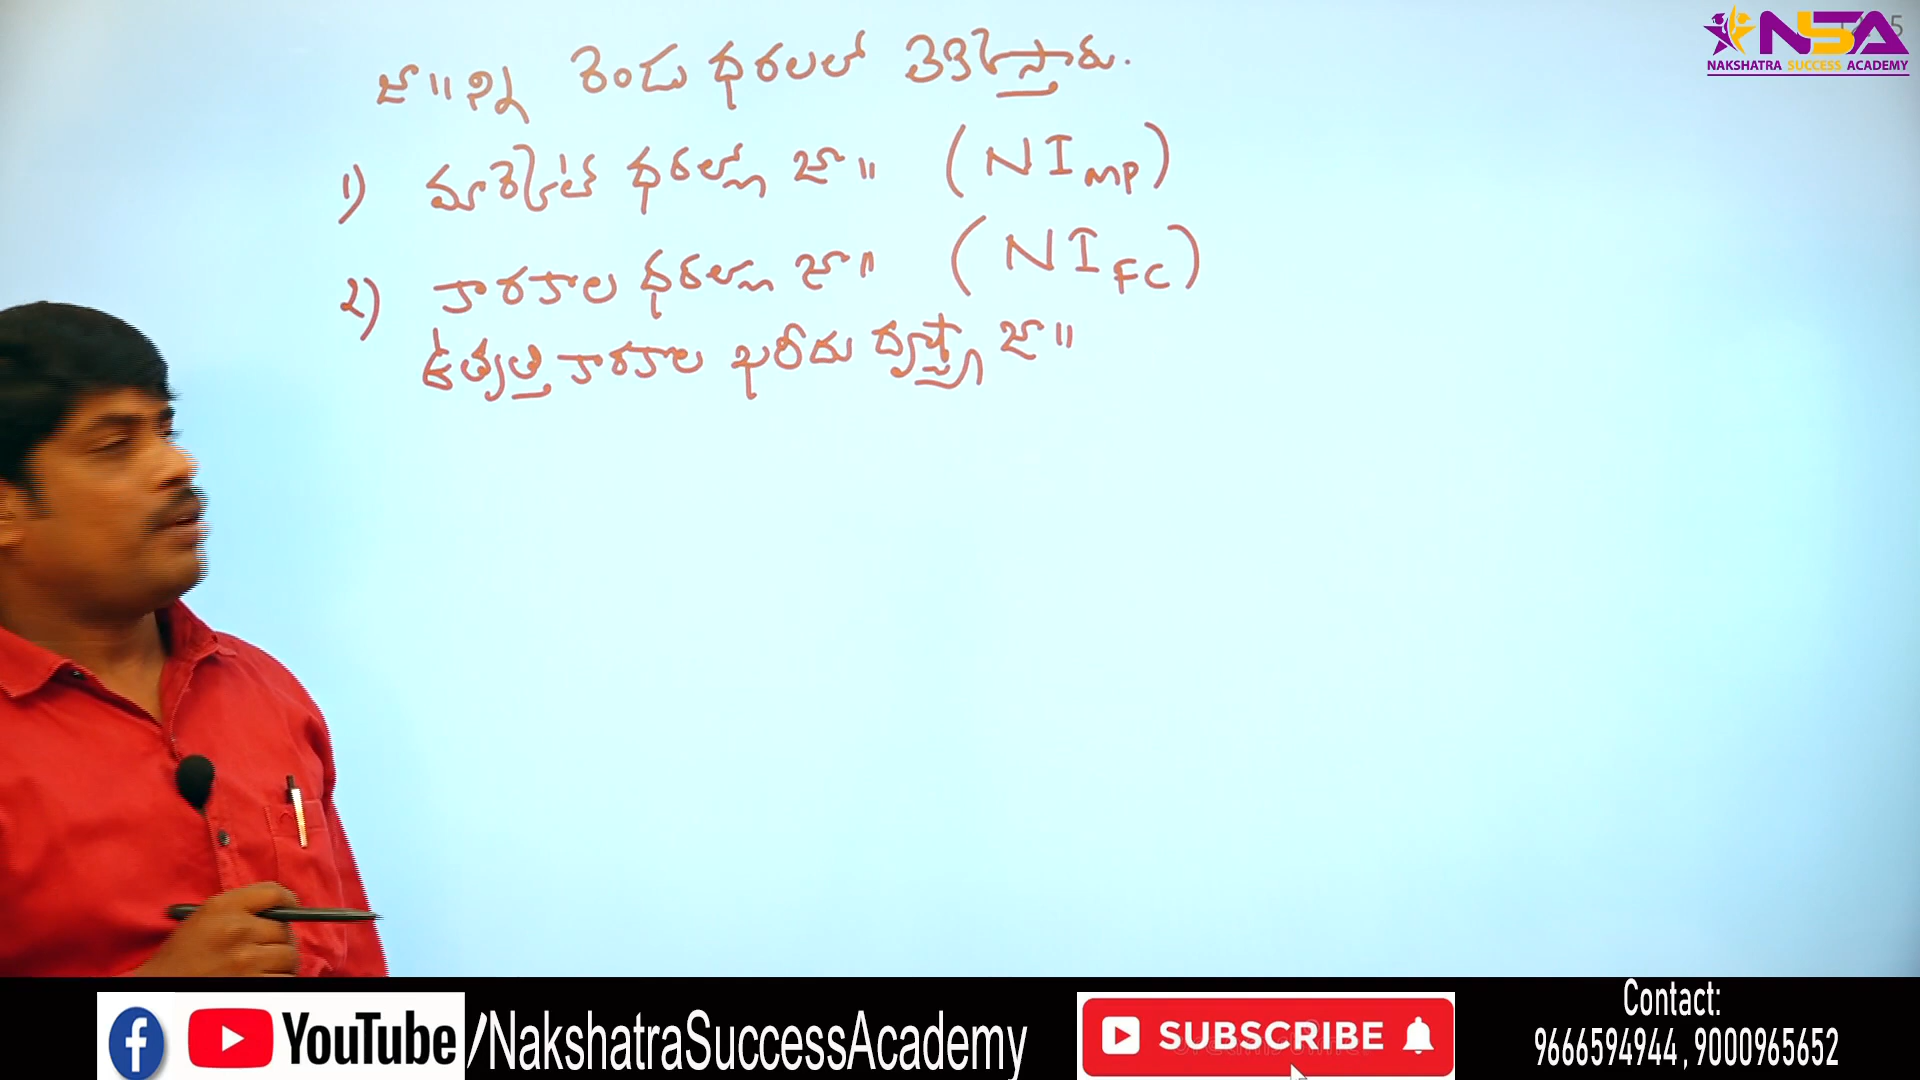 జా॥ న్ని రెండు ధరలలో లెక్కిస్తారు.
1) మార్కెట్ ధరల్లో జా॥ (NI MP)
2) కారకాల ధరల్లో జా॥ (NI FC)
ఉత్పత్తి కారకాల ఖరీదు దృష్ట్యా జా॥
NSA
NAKSHATRA SUCCESS ACADEMY
YouTube /NakshatraSuccessAcademy
SUBSCRIBE
Contact:
9666594944 , 9000965652